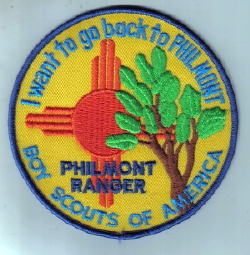 I want to go back to PHILMONT
PHILMONT
RANGER
BOY SCOUTS OF AMERICA